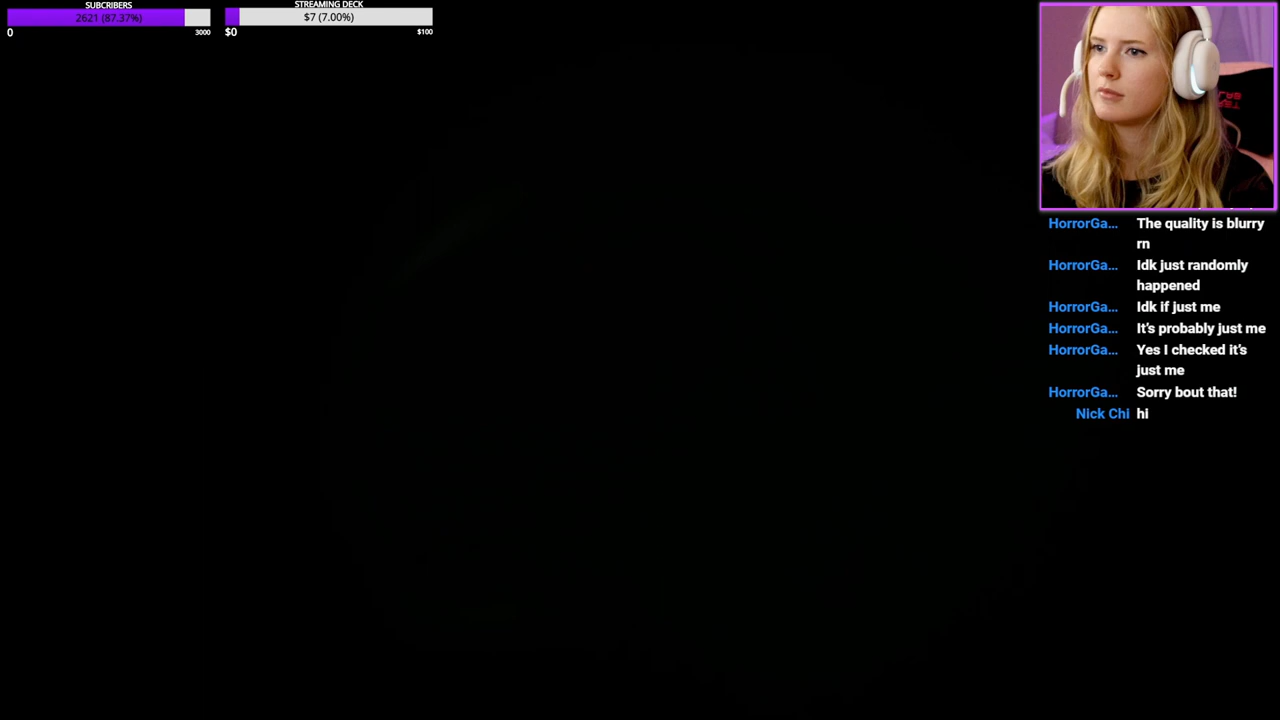 SUBCRIBERS
2621 (87.37%)
0
3000
STREAMING DECK
$7 (7.00%)
$0
$100
HorrorGa... The quality is blurry
rn
HorrorGa... Idk just randomly
happened
HorrorGa... Idk if just me
HorrorGa... It's probably just me
HorrorGa... Yes I checked it's
just me
HorrorGa... Sorry bout that!
Nick Chi hi